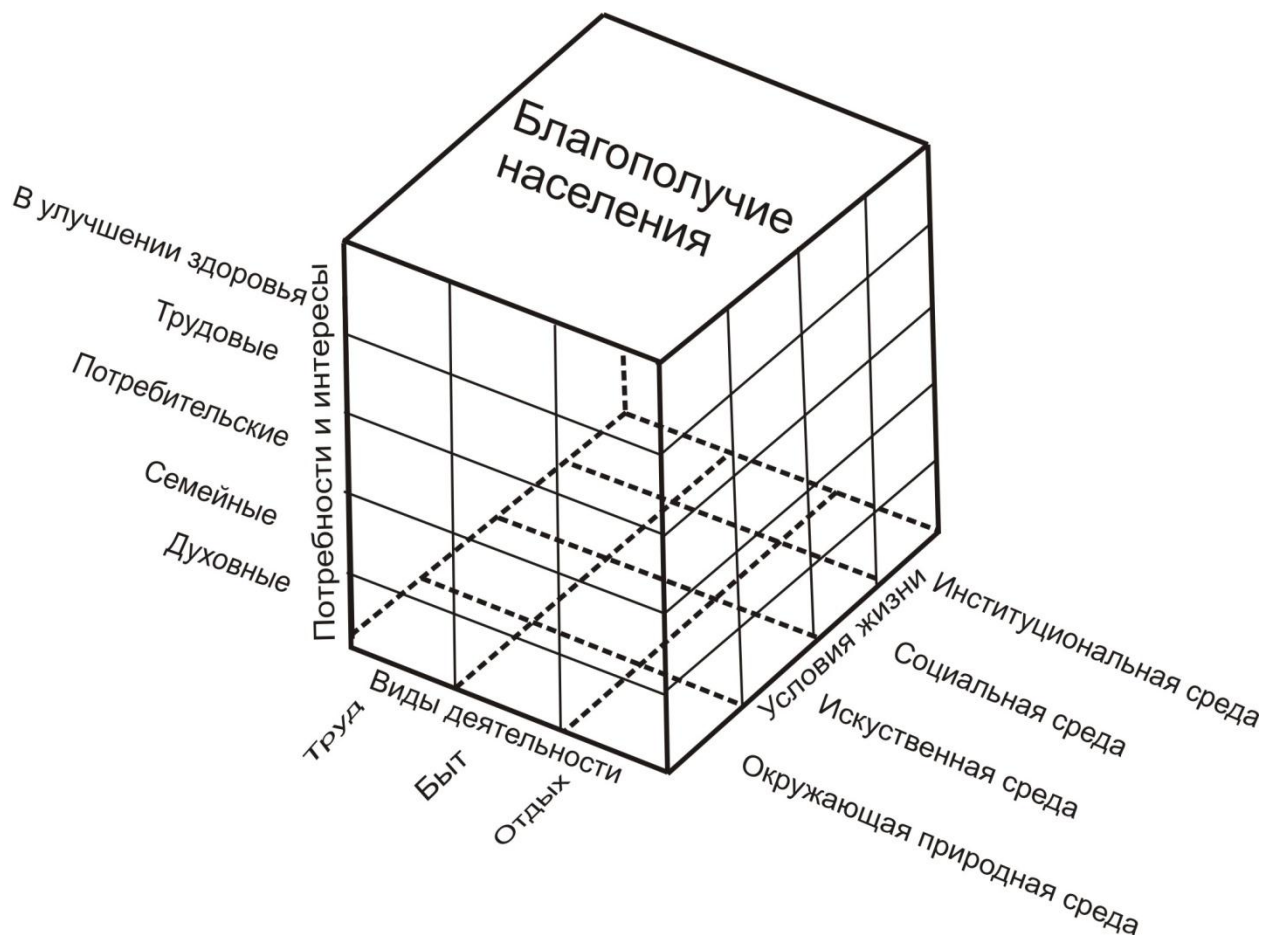 Благополучие
населения
В улучшении здоровья
Трудовые
Потребительские
Семейные
Духовные
Потребности и интересы
Виды деятельности
Труд
Быт
Отдых
Условия жизни
Институциональная среда
Социальная среда
Искуственная среда
Окружающая природная среда